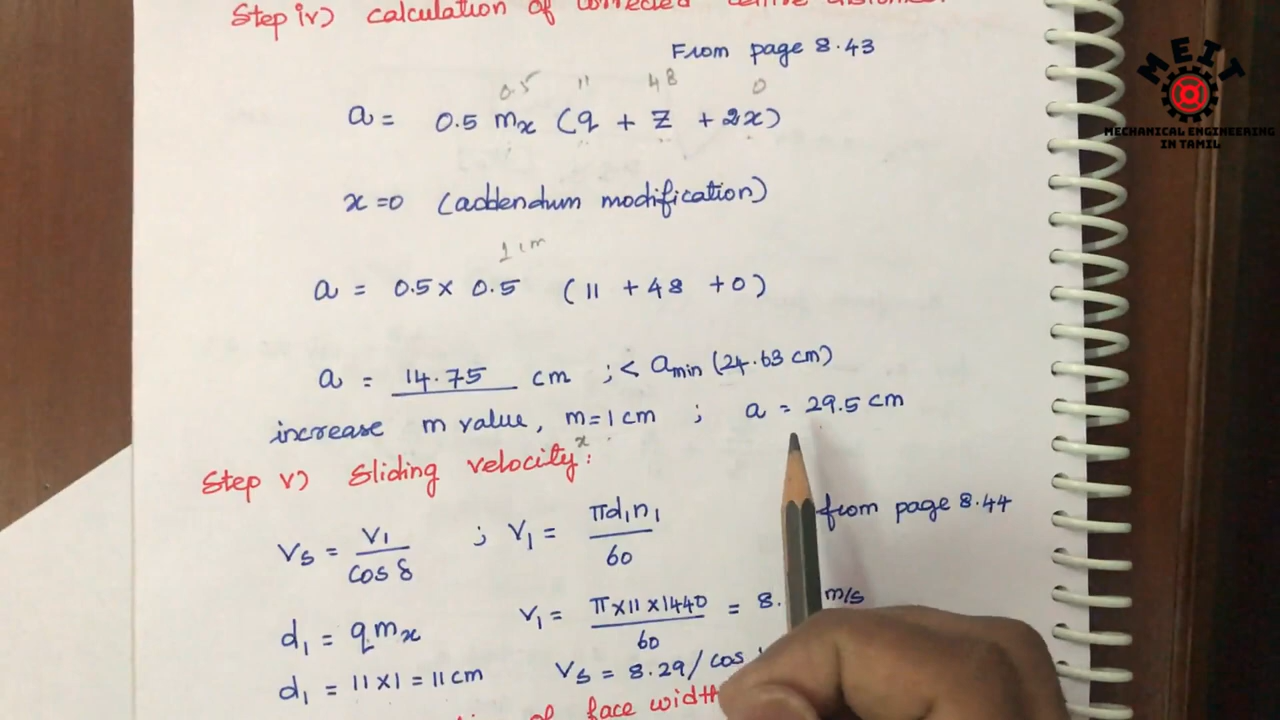 Step iv) Calculation of corrected centre distance:
From page 8.43
0.5 11 48 0
a = 0.5 mx (q + z + 2x)
x = 0 (addendum modification)
1 cm
a = 0.5 × 0.5 (11 + 48 + 0)
a = 14.75 cm ; < amin (24.63 cm)
increase mx value, m = 1 cm ; a = 29.5 cm
Step v) Sliding velocity:
from page 8.44
Vs = V1 / cos δ ; V1 = πd1n1 / 60
d1 = q mx V1 = π×11×1440 / 60 = 8. m/s
d1 = 11×1 = 11 cm Vs = 8.29/cos
of face width
MEIT
MECHANICAL ENGINEERING
IN TAMIL